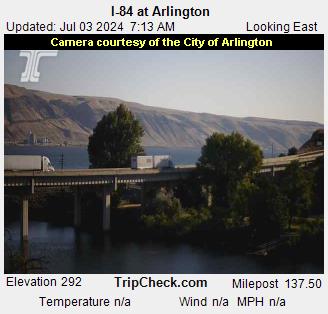 I-84 at Arlington
Updated: Jul 03 2024 7:13 AM Looking East
Camera courtesy of the City of Arlington
Elevation 292 TripCheck.com Milepost 137.50
Temperature n/a Wind n/a MPH n/a